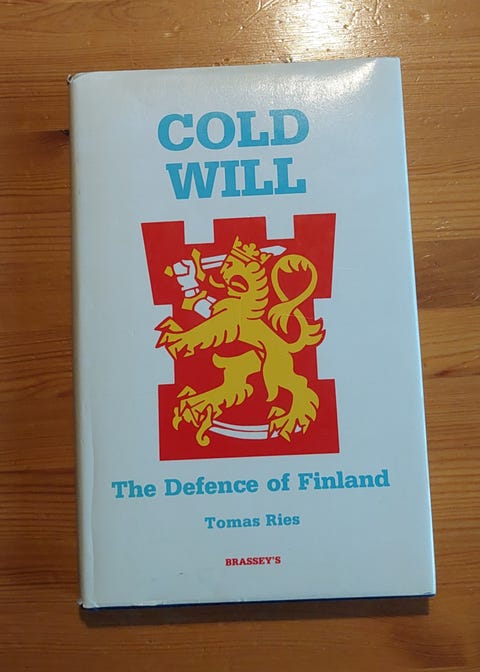 COLD
WILL
The Defence of Finland
Tomas Ries
BRASSEY'S